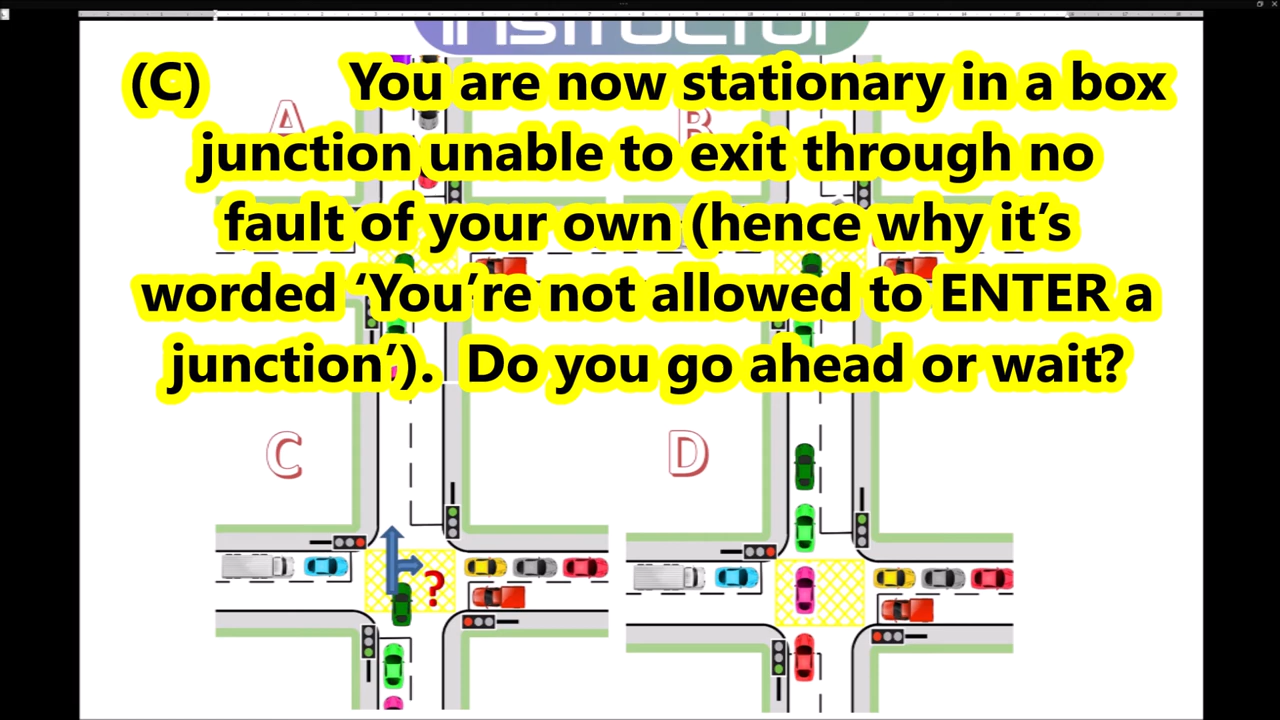 INSTRUCTOR
(C) You are now stationary in a box
junction unable to exit through no
fault of your own (hence why it’s
worded ‘You’re not allowed to ENTER a
junction’). Do you go ahead or wait?
A
B
C
D
?